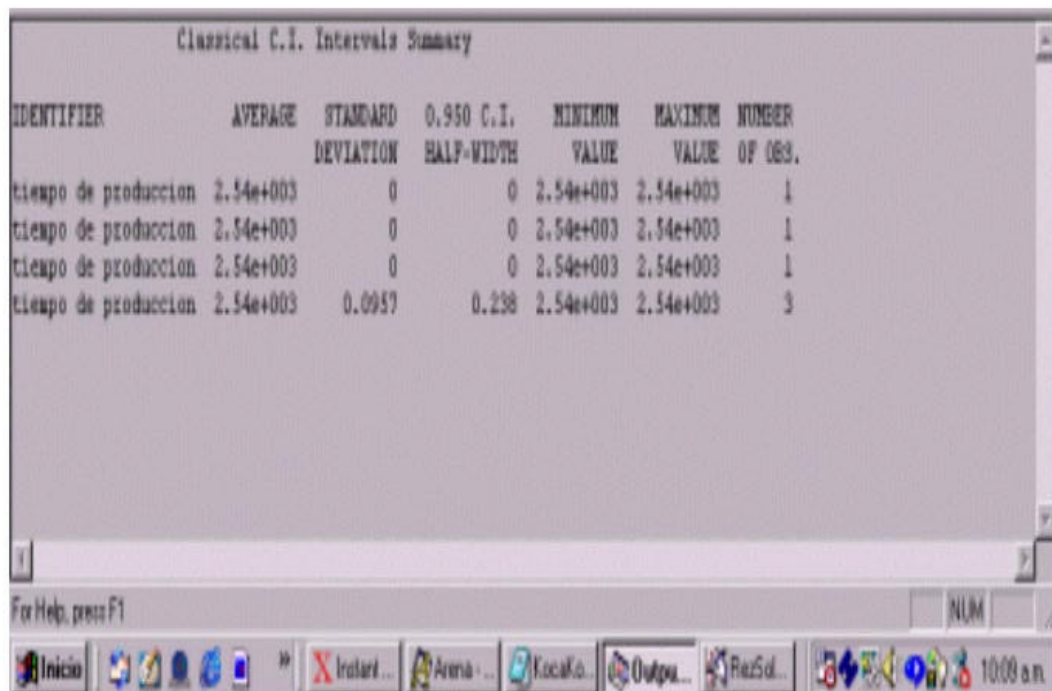 Classical C.I. Intervals Summary
IDENTIFIER AVERAGE STANDARD 0.950 C.I. MINIMUM MAXIMUM NUMBER
DEVIATION HALF-WIDTH VALUE VALUE OF OBS.
tiempo de produccion 2.54e+003 0 0 2.54e+003 2.54e+003 1
tiempo de produccion 2.54e+003 0 0 2.54e+003 2.54e+003 1
tiempo de produccion 2.54e+003 0 0 2.54e+003 2.54e+003 1
tiempo de produccion 2.54e+003 0.0957 0.238 2.54e+003 2.54e+003 3
For Help, press F1 NUM
Inicio » Instant... Arena -... KocaKo... Outpu... RezSol... 10:09 a.m.